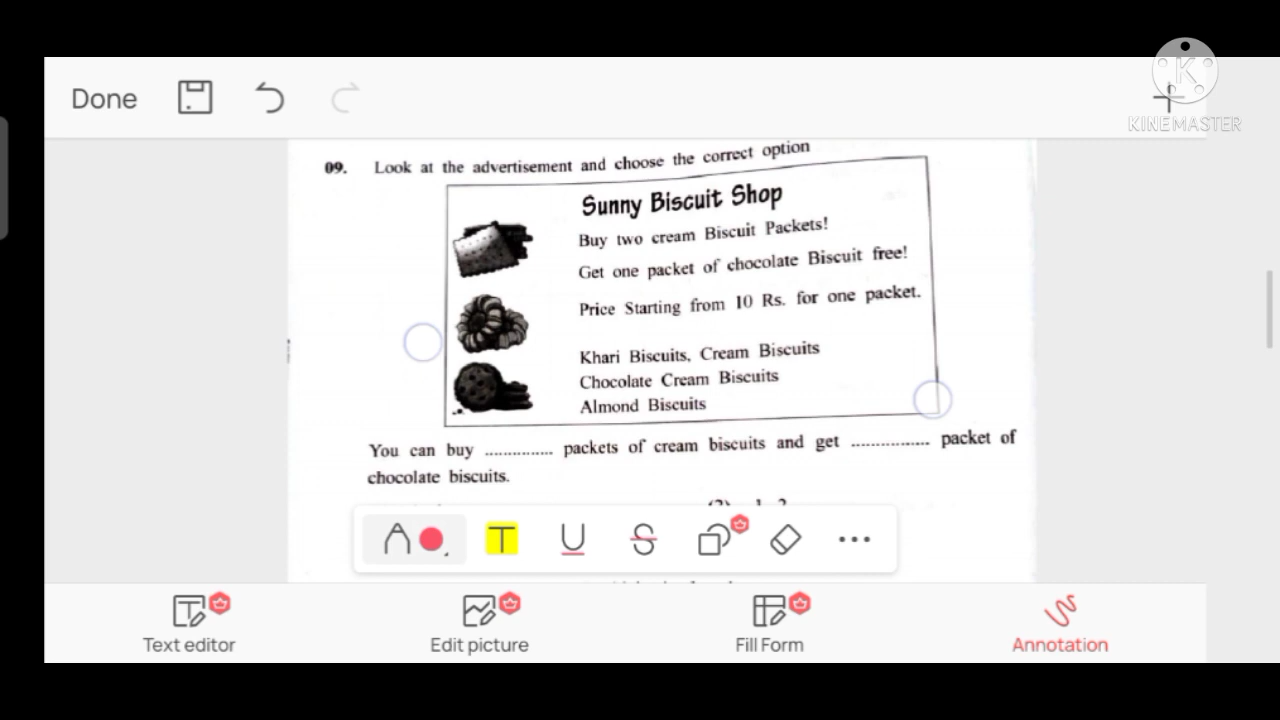 Done
KINEMASTER
09. Look at the advertisement and choose the correct option
Sunny Biscuit Shop
Buy two cream Biscuit Packets!
Get one packet of chocolate Biscuit free!
Price Starting from 10 Rs. for one packet.
Khari Biscuits, Cream Biscuits
Chocolate Cream Biscuits
Almond Biscuits
You can buy .............. packets of cream biscuits and get ................ packet of
chocolate biscuits.
T
U
S
Text editor
Edit picture
Fill Form
Annotation